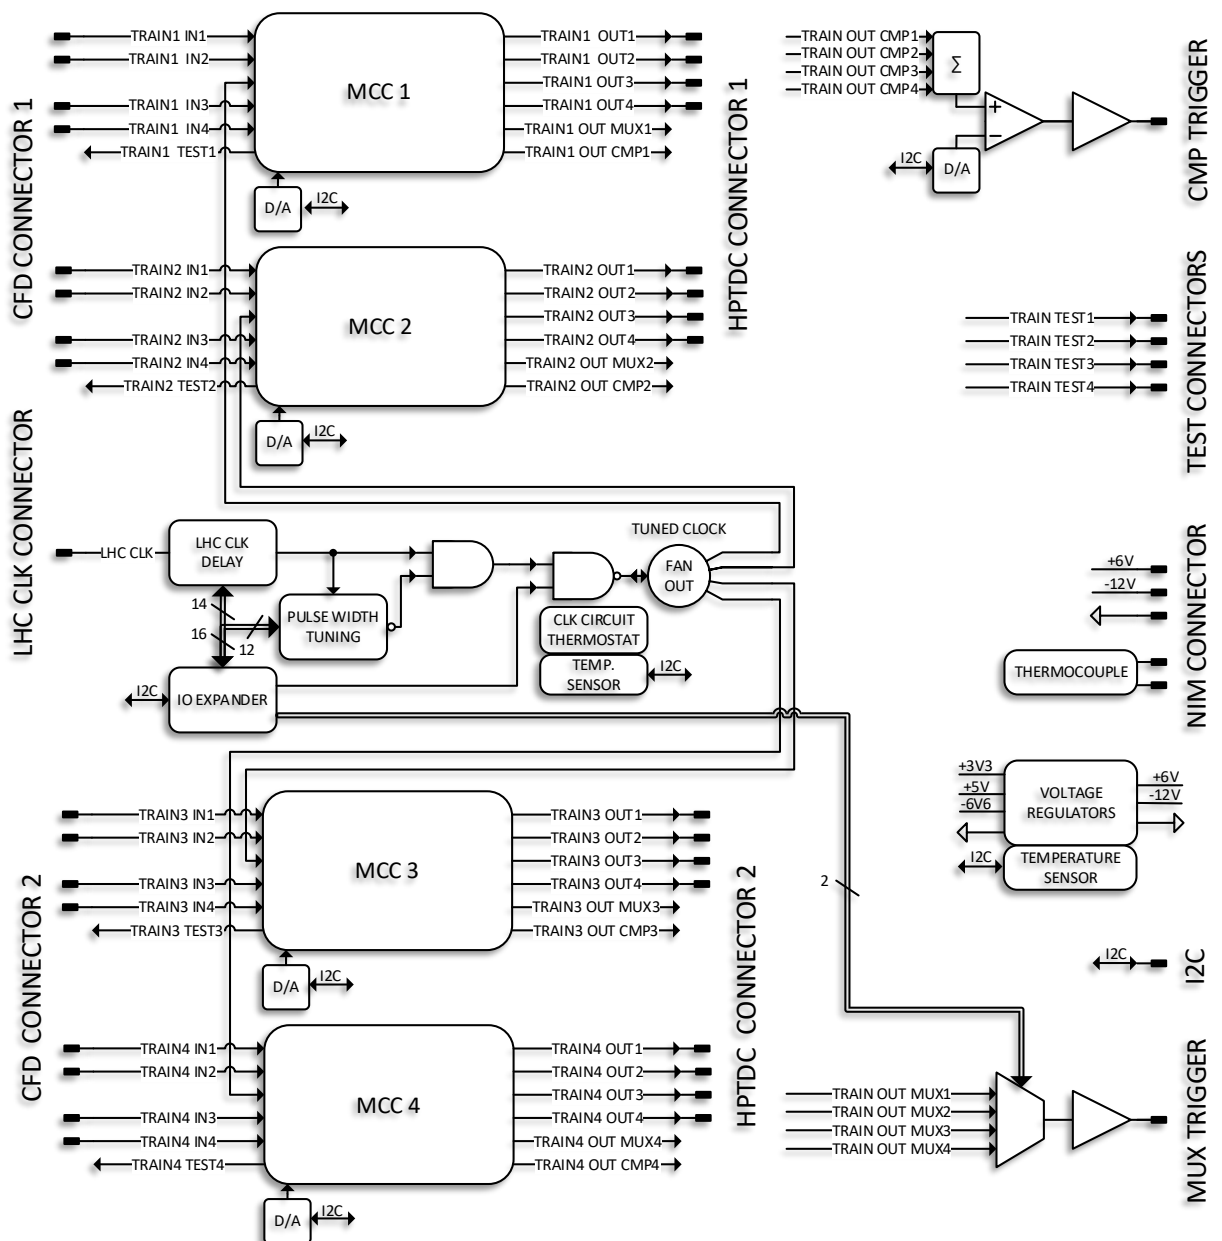 CFD CONNECTOR 1
TRAIN1 IN1
TRAIN1 IN2
TRAIN1 IN3
TRAIN1 IN4
TRAIN1 TEST1
MCC 1
D/A
I2C
TRAIN1 OUT1
TRAIN1 OUT2
TRAIN1 OUT3
TRAIN1 OUT4
TRAIN1 OUT MUX1
TRAIN1 OUT CMP1
HPTDC CONNECTOR 1
TRAIN2 IN1
TRAIN2 IN2
TRAIN2 IN3
TRAIN2 IN4
TRAIN2 TEST2
MCC 2
D/A
I2C
TRAIN2 OUT1
TRAIN2 OUT2
TRAIN2 OUT3
TRAIN2 OUT4
TRAIN2 OUT MUX2
TRAIN2 OUT CMP2
TRAIN OUT CMP1
TRAIN OUT CMP2
TRAIN OUT CMP3
TRAIN OUT CMP4
Σ
+
−
I2C
D/A
CMP TRIGGER
TRAIN TEST1
TRAIN TEST2
TRAIN TEST3
TRAIN TEST4
TEST CONNECTORS
LHC CLK CONNECTOR
LHC CLK
LHC CLK
DELAY
14
16
12
PULSE WIDTH
TUNING
I2C
IO EXPANDER
TUNED CLOCK
FAN
OUT
CLK CIRCUIT
THERMOSTAT
TEMP.
SENSOR
I2C
+6V
-12V
THERMOCOUPLE
NIM CONNECTOR
+3V3
+5V
-6V6
VOLTAGE
REGULATORS
+6V
-12V
I2C
TEMPERATURE
SENSOR
CFD CONNECTOR 2
TRAIN3 IN1
TRAIN3 IN2
TRAIN3 IN3
TRAIN3 IN4
TRAIN3 TEST3
MCC 3
D/A
I2C
TRAIN3 OUT1
TRAIN3 OUT2
TRAIN3 OUT3
TRAIN3 OUT4
TRAIN3 OUT MUX3
TRAIN3 OUT CMP3
HPTDC CONNECTOR 2
TRAIN4 IN1
TRAIN4 IN2
TRAIN4 IN3
TRAIN4 IN4
TRAIN4 TEST4
MCC 4
D/A
I2C
TRAIN4 OUT1
TRAIN4 OUT2
TRAIN4 OUT3
TRAIN4 OUT4
TRAIN4 OUT MUX4
TRAIN4 OUT CMP4
2
I2C
I2C
TRAIN OUT MUX1
TRAIN OUT MUX2
TRAIN OUT MUX3
TRAIN OUT MUX4
MUX TRIGGER